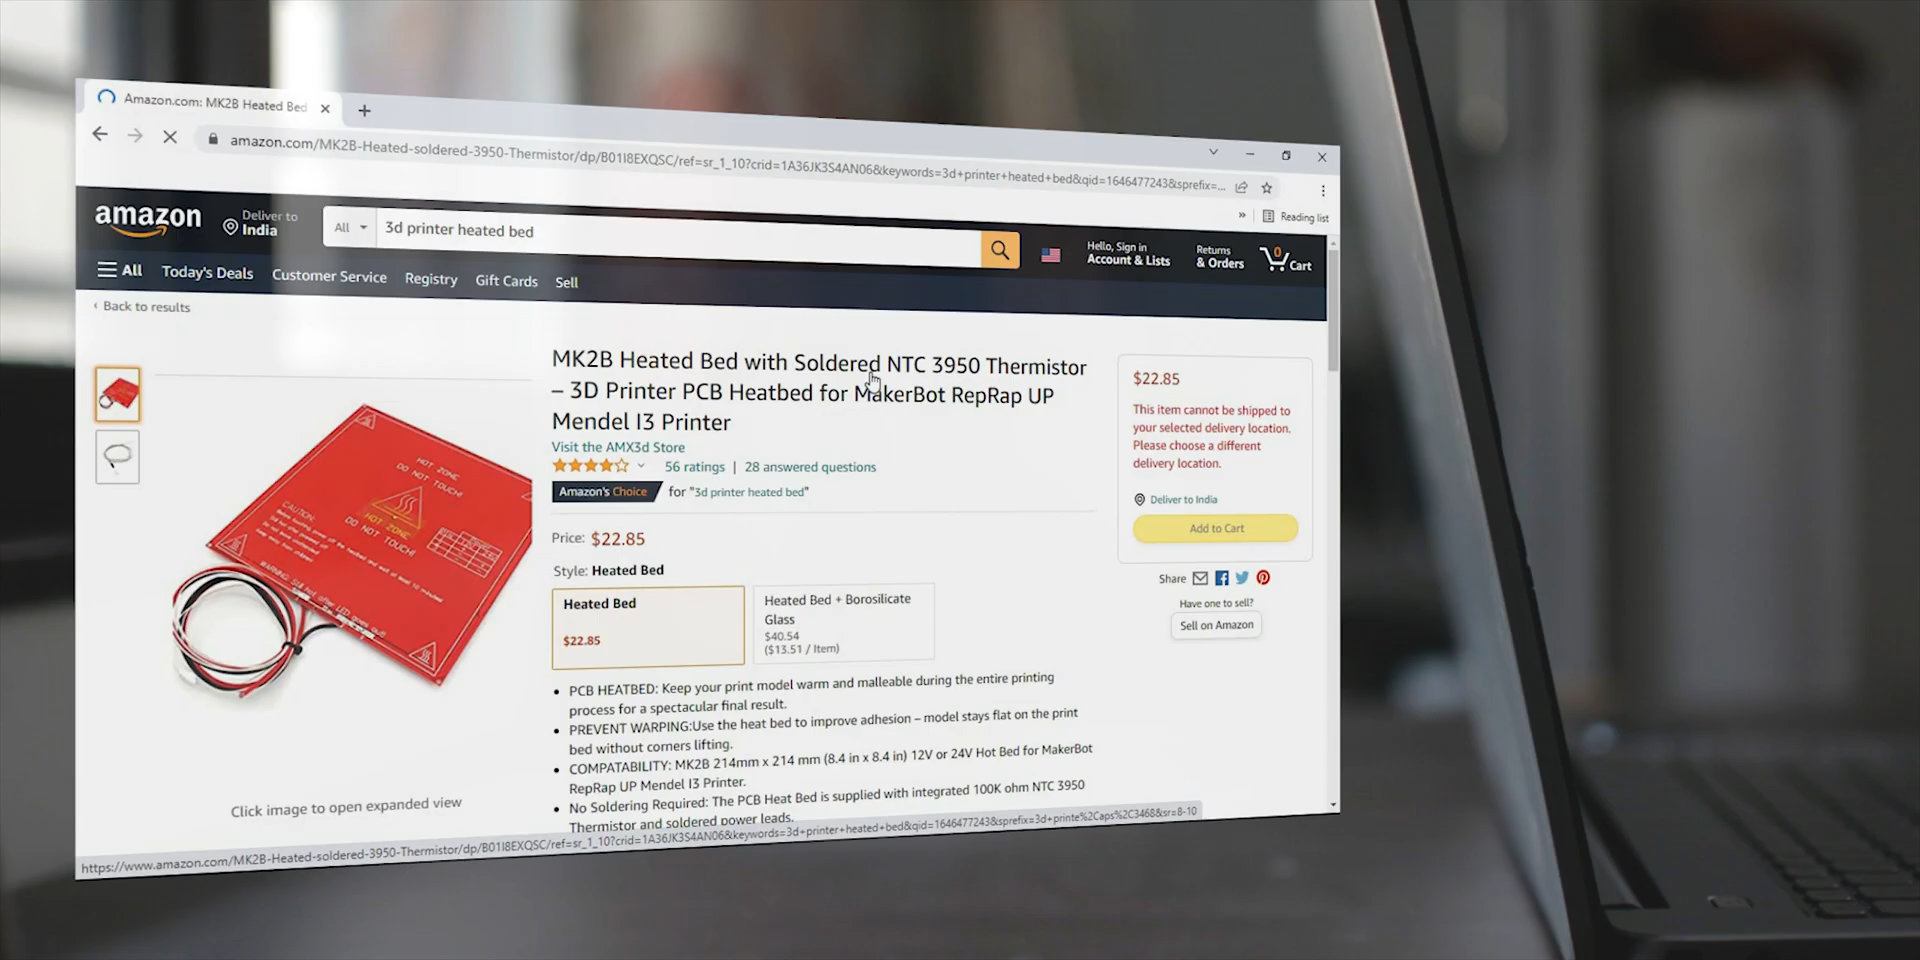 Amazon.com: MK2B Heated Bed
amazon.com/MK2B-Heated-soldered-3950-Thermistor/dp/B01I8EXQSC/ref=sr_1_10?crid=1A36JK3S4AN06&keywords=3d+printer+heated+bed&qid=1646477243&sprefix=...
Reading list
amazon
Deliver to
India
All
3d printer heated bed
Hello, Sign in
Account & Lists
Returns
& Orders
0
Cart
All
Today's Deals
Customer Service
Registry
Gift Cards
Sell
‹ Back to results
MK2B Heated Bed with Soldered NTC 3950 Thermistor
– 3D Printer PCB Heatbed for MakerBot RepRap UP
Mendel I3 Printer
Visit the AMX3d Store
56 ratings | 28 answered questions
Amazon's Choice for "3d printer heated bed"
Price: $22.85
Style: Heated Bed
Heated Bed
$22.85
Heated Bed + Borosilicate
Glass
$40.54
($13.51 / Item)
• PCB HEATBED: Keep your print model warm and malleable during the entire printing
process for a spectacular final result.
• PREVENT WARPING:Use the heat bed to improve adhesion – model stays flat on the print
bed without corners lifting.
• COMPATABILITY: MK2B 214mm x 214 mm (8.4 in x 8.4 in) 12V or 24V Hot Bed for MakerBot
RepRap UP Mendel I3 Printer.
• No Soldering Required: The PCB Heat Bed is supplied with integrated 100K ohm NTC 3950
Thermistor and soldered power leads.
$22.85
This item cannot be shipped to
your selected delivery location.
Please choose a different
delivery location.
Deliver to India
Add to Cart
Share
Have one to sell?
Sell on Amazon
HOT ZONE
DO NOT TOUCH!
HOT ZONE
DO NOT TOUCH!
CAUTION:
Click image to open expanded view
https://www.amazon.com/MK2B-Heated-soldered-3950-Thermistor/dp/B01I8EXQSC/ref=sr_1_10?crid=1A36JK3S4AN06&keywords=3d+printer+heated+bed&qid=1646477243&sprefix=3d+printe%2Caps%2C3468&sr=8-10